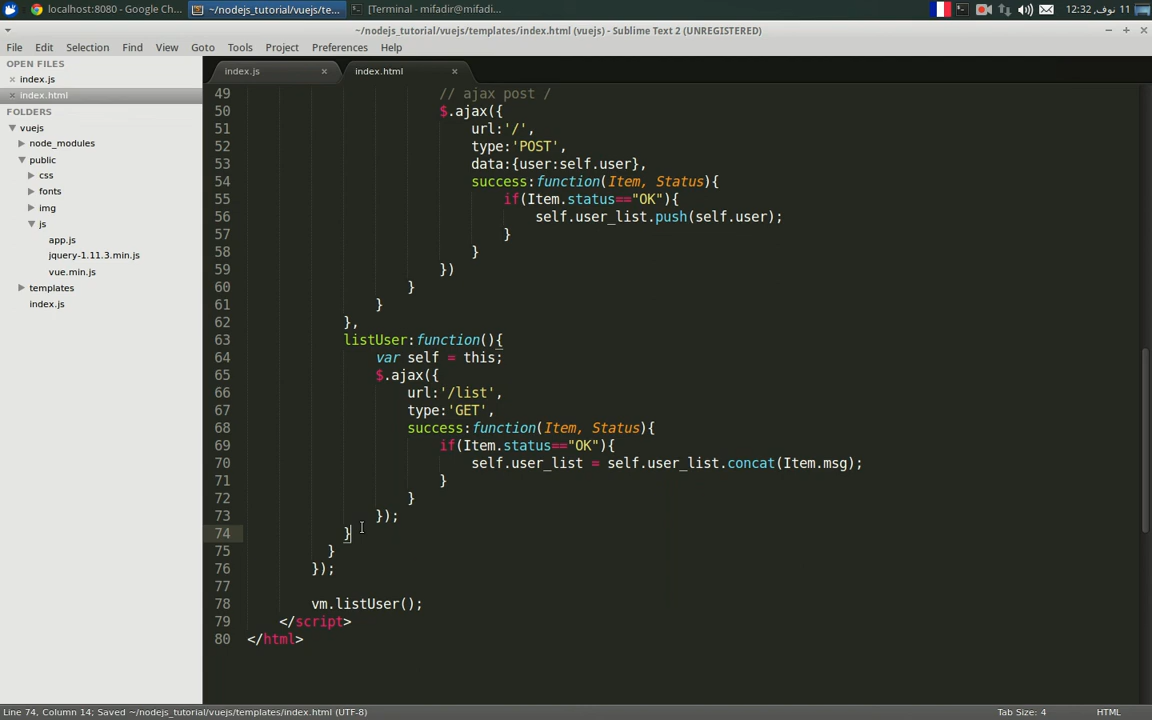 localhost:8080 - Google Ch...
~/nodejs_tutorial/vuejs/te...
[Terminal - mifadir@mifadi...
11 نوف, 12:32
~/nodejs_tutorial/vuejs/templates/index.html (vuejs) - Sublime Text 2 (UNREGISTERED)
File Edit Selection Find View Goto Tools Project Preferences Help
OPEN FILES
index.js
index.html
FOLDERS
vuejs
node_modules
public
css
fonts
img
js
app.js
jquery-1.11.3.min.js
vue.min.js
templates
index.js
index.js
index.html
49 // ajax post /
50 $.ajax({
51 url:'/',
52 type:'POST',
53 data:{user:self.user},
54 success:function(Item, Status){
55 if(Item.status=="OK"){
56 self.user_list.push(self.user);
57 }
58 }
59 })
60 }
61 }
62 },
63 listUser:function(){
64 var self = this;
65 $.ajax({
66 url:'/list',
67 type:'GET',
68 success:function(Item, Status){
69 if(Item.status=="OK"){
70 self.user_list = self.user_list.concat(Item.msg);
71 }
72 }
73 });
74 }
75 }
76 });
77
78 vm.listUser();
79 </script>
80 </html>
Line 74, Column 14; Saved ~/nodejs_tutorial/vuejs/templates/index.html (UTF-8)
Tab Size: 4
HTML